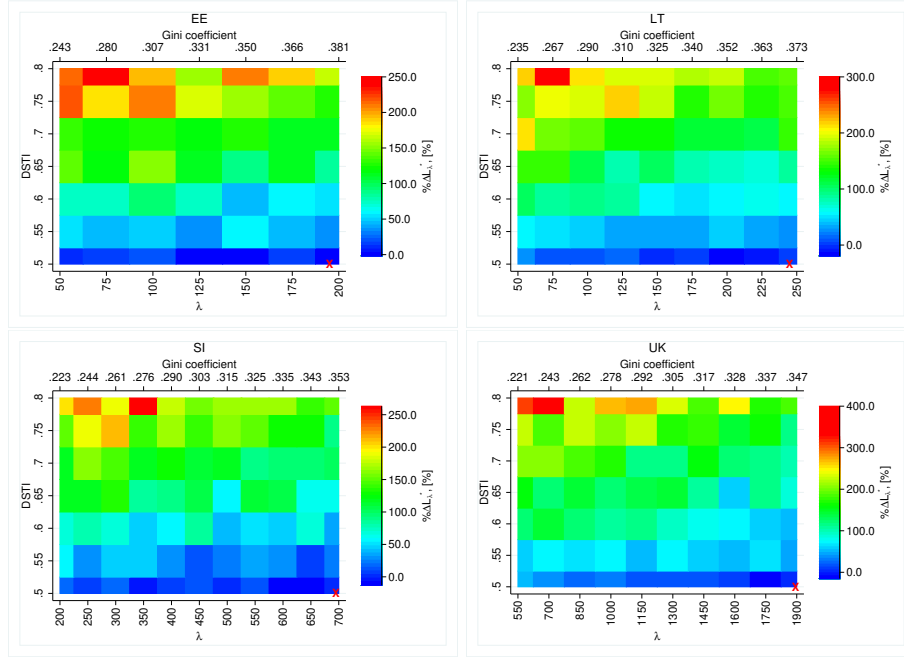 EE
Gini coefficient
.243 .280 .307 .331 .350 .366 .381
DSTI
.8
.75
.7
.65
.6
.55
.5
50 75 100 125 150 175 200
λ
x
250.0
200.0
150.0
100.0
50.0
0.0
%ΔL*λ, [%]
LT
Gini coefficient
.235 .267 .290 .310 .325 .340 .352 .363 .373
DSTI
.8
.75
.7
.65
.6
.55
.5
50 75 100 125 150 175 200 225 250
λ
x
300.0
200.0
100.0
0.0
%ΔL*λ, [%]
SI
Gini coefficient
.223 .244 .261 .276 .290 .303 .315 .325 .335 .343 .353
DSTI
.8
.75
.7
.65
.6
.55
.5
200 250 300 350 400 450 500 550 600 650 700
λ
x
250.0
200.0
150.0
100.0
50.0
0.0
%ΔL*λ, [%]
UK
Gini coefficient
.221 .243 .262 .278 .292 .305 .317 .328 .337 .347
DSTI
.8
.75
.7
.65
.6
.55
.5
550 700 850 1000 1150 1300 1450 1600 1750 1900
λ
x
400.0
300.0
200.0
100.0
0.0
%ΔL*λ, [%]